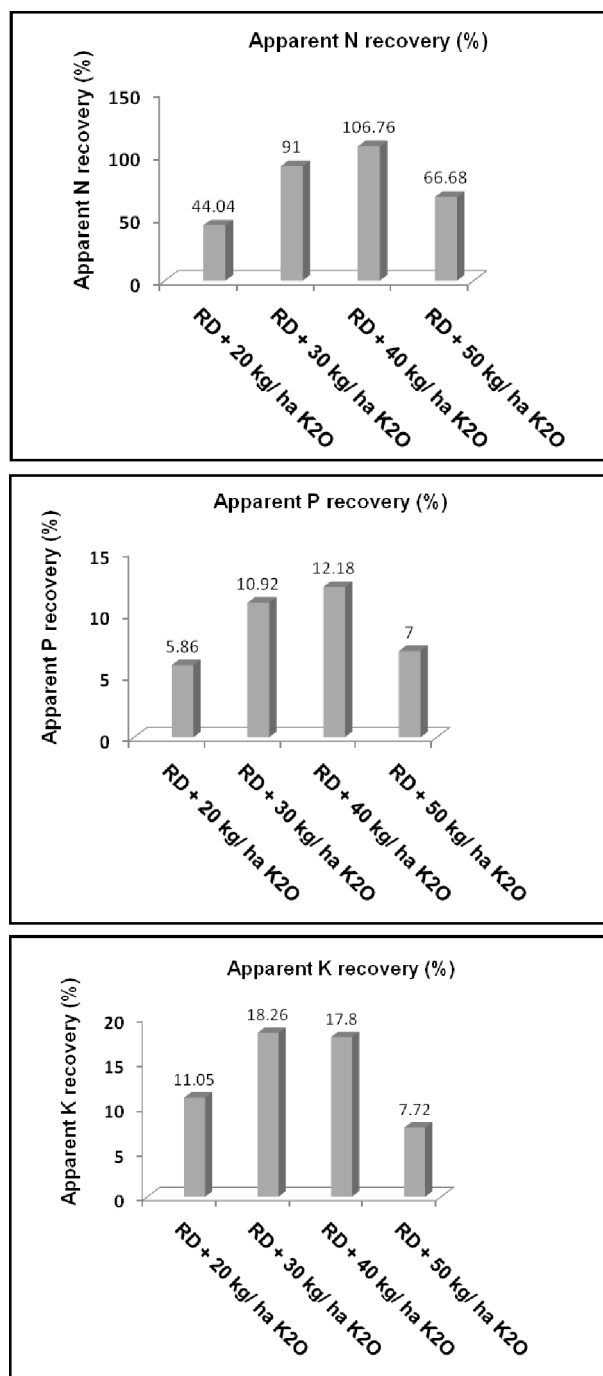 Apparent N recovery (%)
Apparent N recovery (%)
150
100
50
0
44.04
91
106.76
66.68
RD + 20 kg/ ha K2O
RD + 30 kg/ ha K2O
RD + 40 kg/ ha K2O
RD + 50 kg/ ha K2O
Apparent P recovery (%)
Apparent P recovery (%)
15
10
5
0
5.86
10.92
12.18
7
RD + 20 kg/ ha K2O
RD + 30 kg/ ha K2O
RD + 40 kg/ ha K2O
RD + 50 kg/ ha K2O
Apparent K recovery (%)
Apparent K recovery (%)
20
15
10
5
0
11.05
18.26
17.8
7.72
RD + 20 kg/ ha K2O
RD + 30 kg/ ha K2O
RD + 40 kg/ ha K2O
RD + 50 kg/ ha K2O